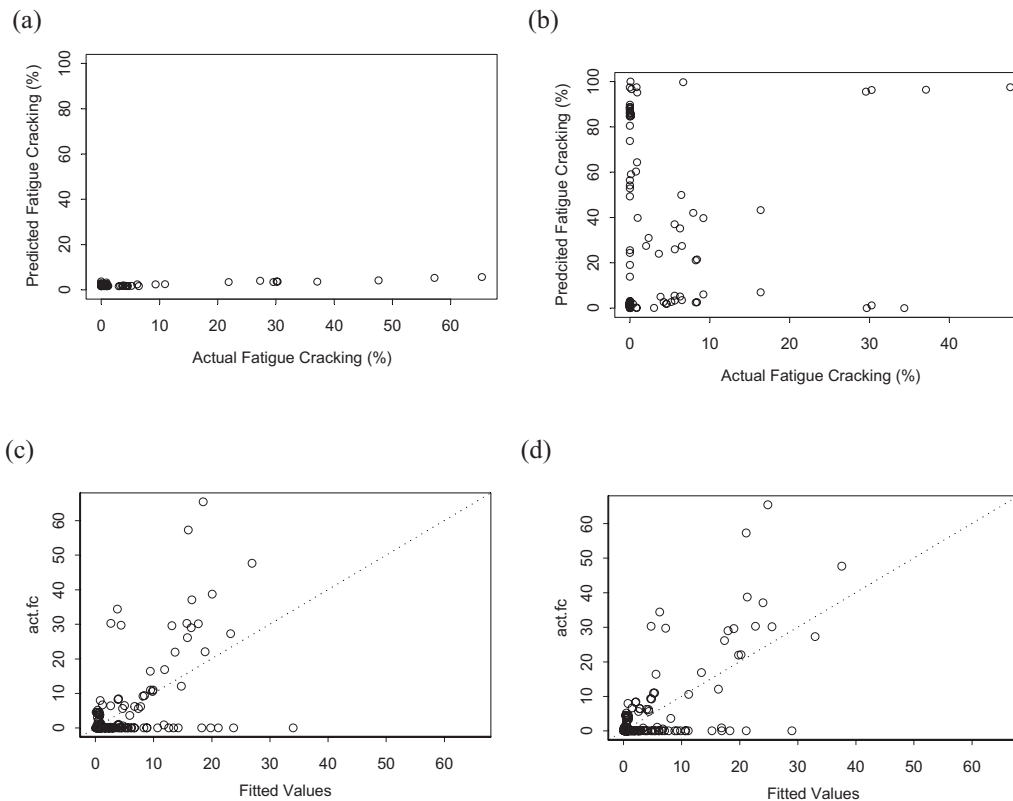 (a)
100
80
60
40
20
0
Predicted Fatigue Cracking (%)
0 10 20 30 40 50 60
Actual Fatigue Cracking (%)
(b)
100
80
60
40
20
0
Predcited Fatigue Cracking (%)
0 10 20 30 40
Actual Fatigue Cracking (%)
(c)
60
50
40
30
20
10
0
act.fc
0 10 20 30 40 50 60
Fitted Values
(d)
60
50
40
30
20
10
0
act.fc
0 10 20 30 40 50 60
Fitted Values